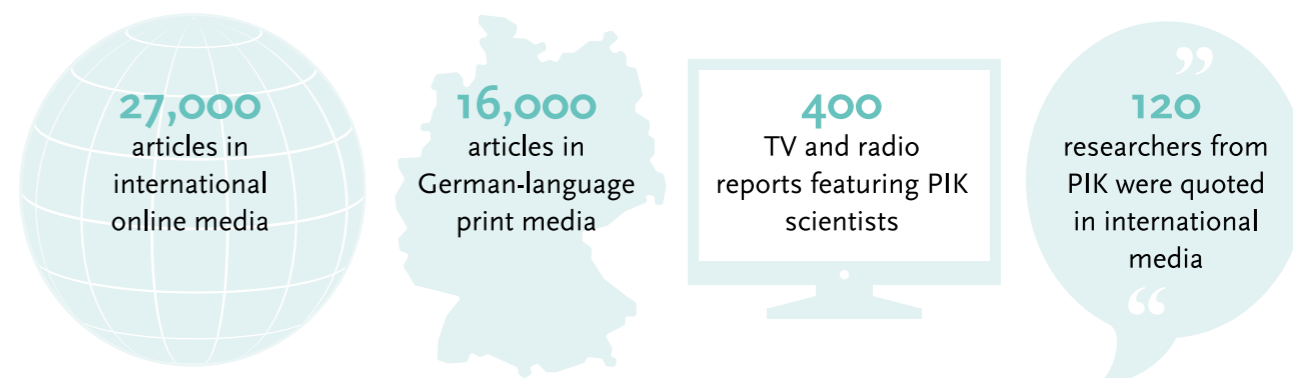 27,000
articles in
international
online media
16,000
articles in
German-language
print media
400
TV and radio
reports featuring PIK
scientists
”
120
researchers from
PIK were quoted
in international
media
“